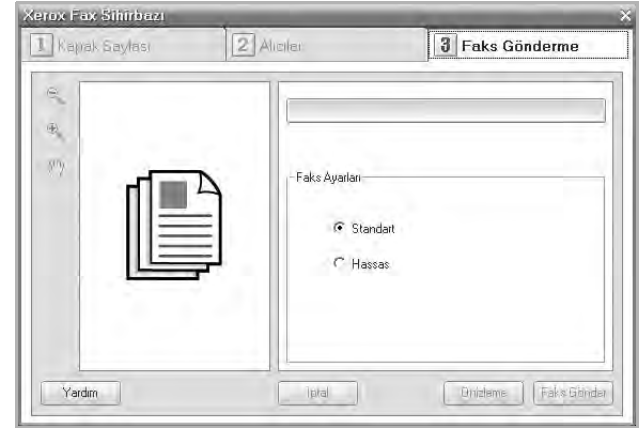 Xerox Fax Sihirbazı
1 Kapak Sayfası
2 Alıcılar
3 Faks Gönderme
Faks Ayarları
Standart
Hassas
Yardım
İptal
Önizleme
Faks Gönder